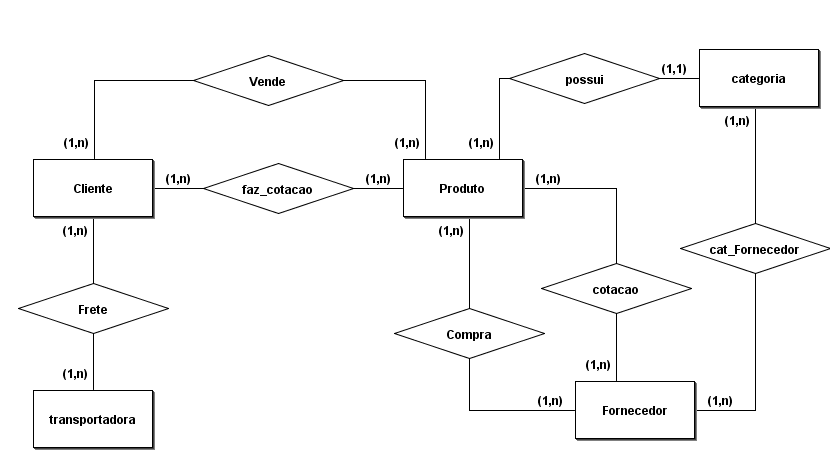 Vende
possui
(1,1)
categoria
(1,n)
(1,n)
(1,n)
(1,n)
Cliente
(1,n)
faz_cotacao
(1,n)
Produto
(1,n)
(1,n)
(1,n)
cat_Fornecedor
cotacao
Frete
Compra
(1,n)
(1,n)
transportadora
(1,n)
Fornecedor
(1,n)